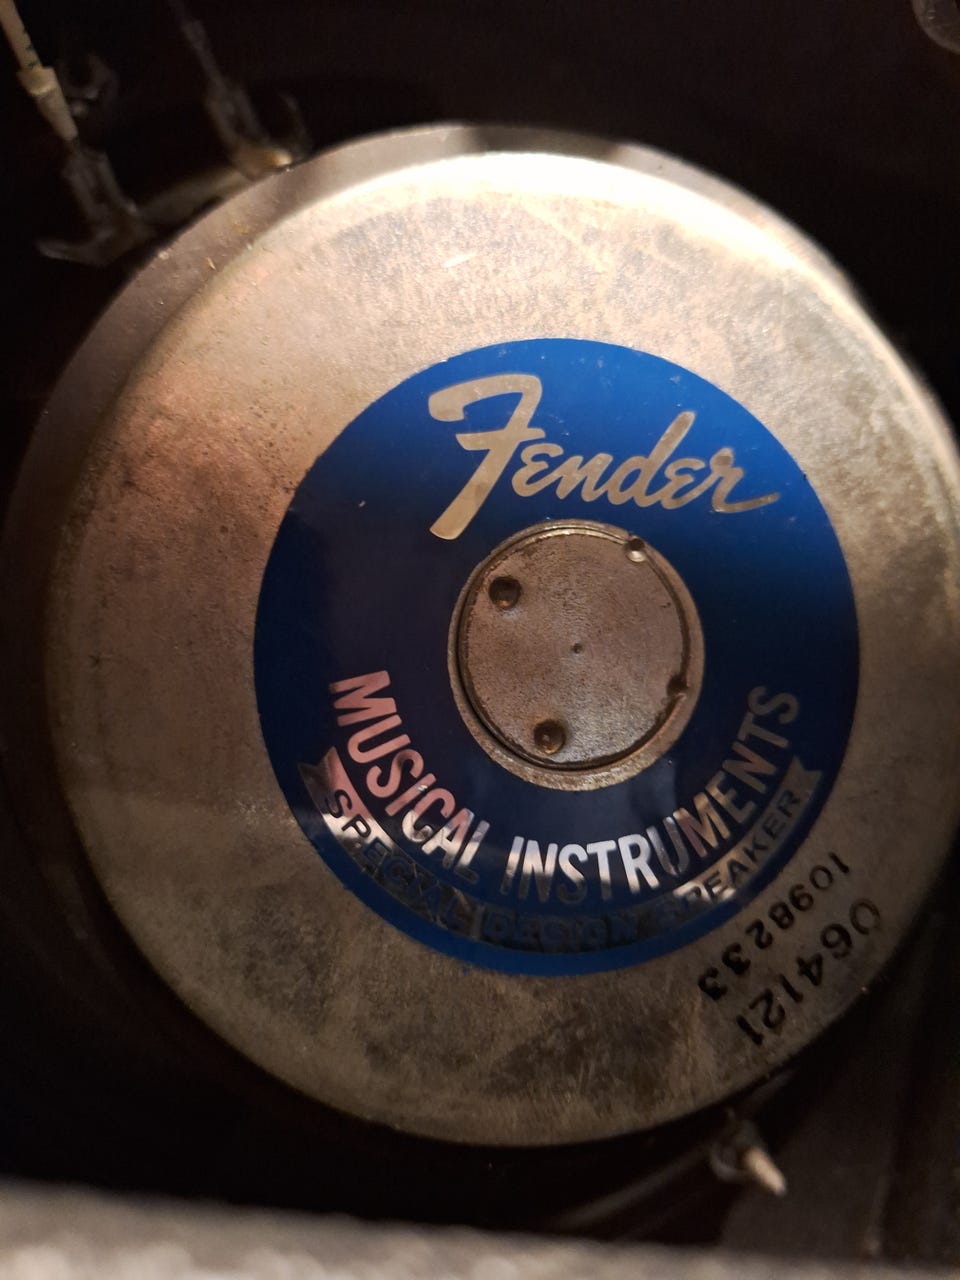 Fender
MUSICAL INSTRUMENTS
SPECIAL DESIGN SPEAKER
064121
1098233